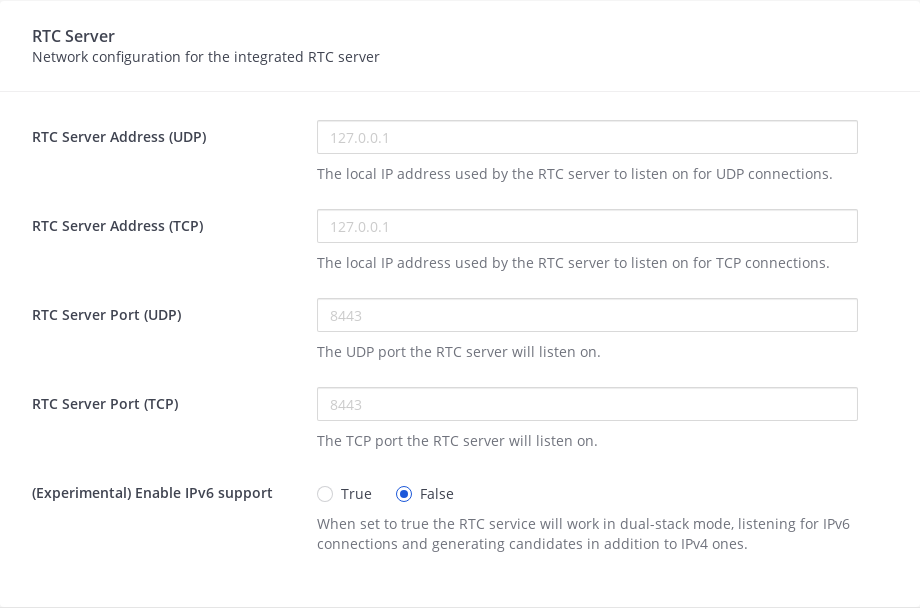 RTC Server
Network configuration for the integrated RTC server
RTC Server Address (UDP)
127.0.0.1
The local IP address used by the RTC server to listen on for UDP connections.
RTC Server Address (TCP)
127.0.0.1
The local IP address used by the RTC server to listen on for TCP connections.
RTC Server Port (UDP)
8443
The UDP port the RTC server will listen on.
RTC Server Port (TCP)
8443
The TCP port the RTC server will listen on.
(Experimental) Enable IPv6 support
True False
When set to true the RTC service will work in dual-stack mode, listening for IPv6
connections and generating candidates in addition to IPv4 ones.